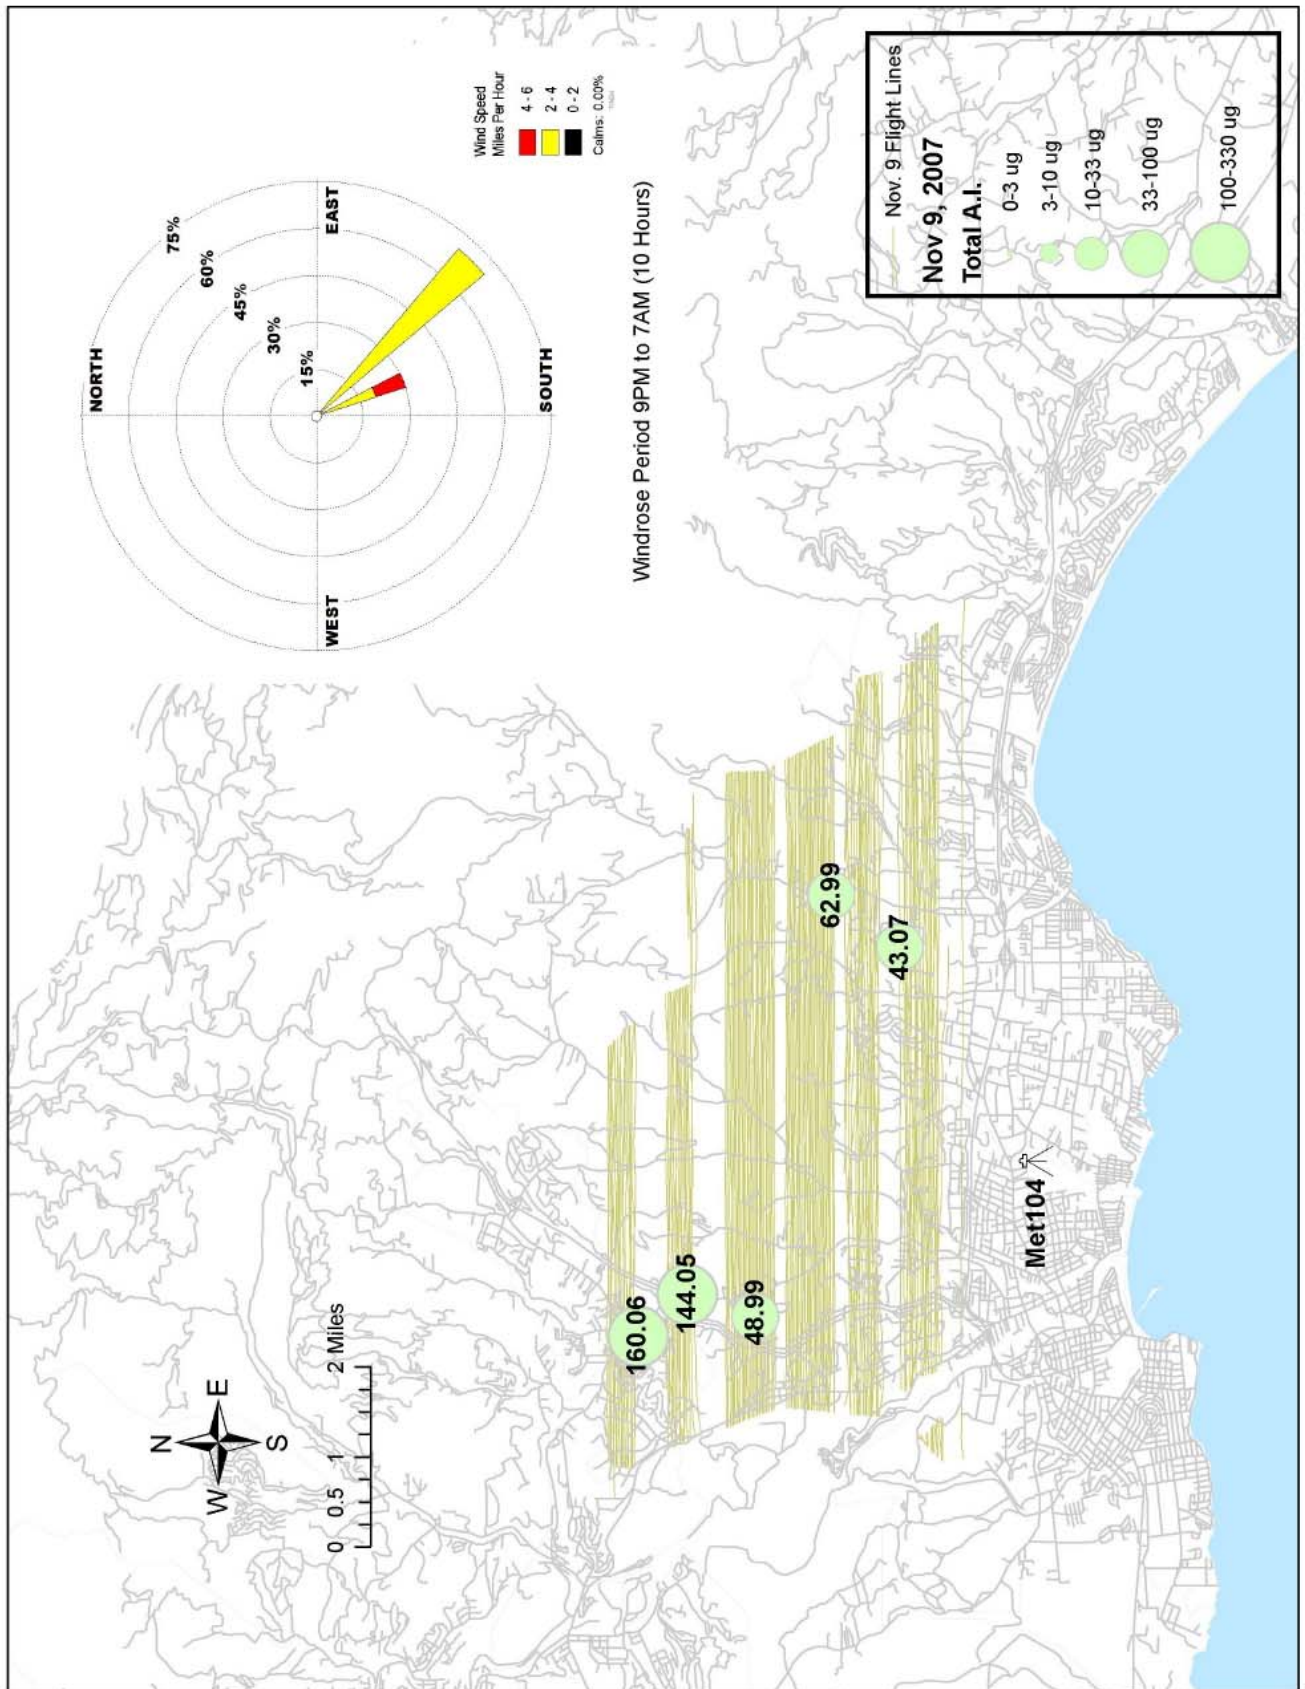 NORTH
75%
60%
45%
30%
15%
WEST
EAST
SOUTH
Wind Speed
Miles Per Hour
4 - 6
2 - 4
0 - 2
Calms: 0.00%
Windrose Period 9PM to 7AM (10 Hours)
N
W
E
S
0 0.5 1 2 Miles
160.06
144.05
48.99
62.99
43.07
Met104
Nov. 9 Flight Lines
Nov 9, 2007
Total A.I.
0-3 ug
3-10 ug
10-33 ug
33-100 ug
100-330 ug